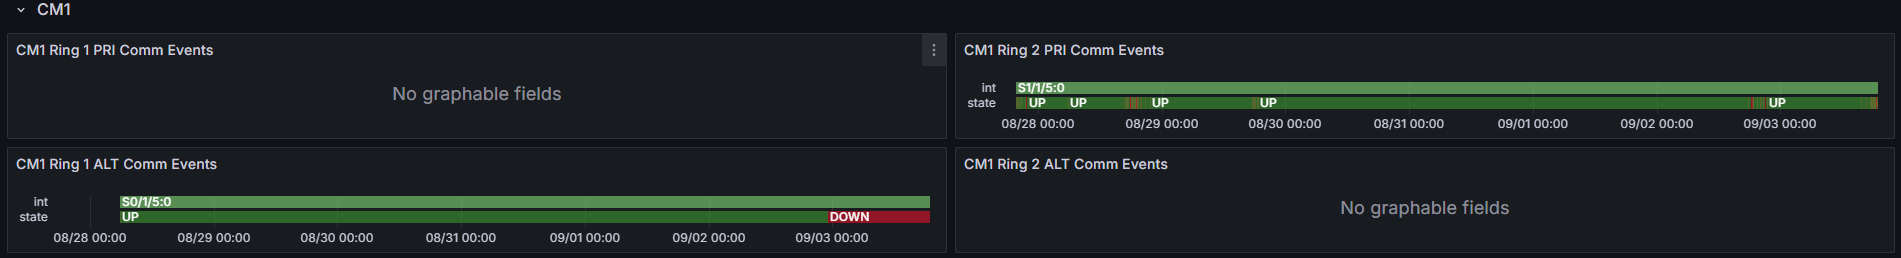 CM1
CM1 Ring 1 PRI Comm Events
No graphable fields
CM1 Ring 2 PRI Comm Events
int
S1/1/5:0
state
UP UP UP UP UP
08/28 00:00 08/29 00:00 08/30 00:00 08/31 00:00 09/01 00:00 09/02 00:00 09/03 00:00
CM1 Ring 1 ALT Comm Events
int
S0/1/5:0
state
UP DOWN
08/28 00:00 08/29 00:00 08/30 00:00 08/31 00:00 09/01 00:00 09/02 00:00 09/03 00:00
CM1 Ring 2 ALT Comm Events
No graphable fields